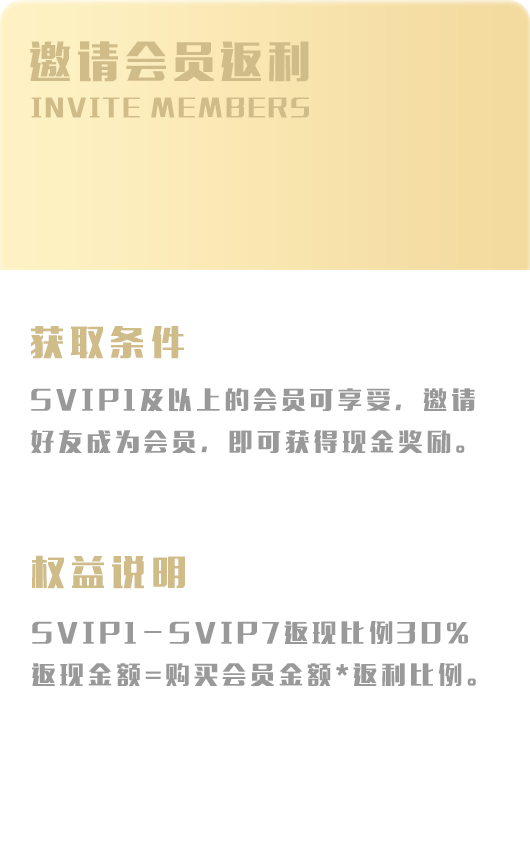 邀请会员返利
INVITE MEMBERS
获取条件
SVIP1及以上的会员可享受，邀请
好友成为会员，即可获得现金奖励。
权益说明
SVIP1-SVIP7返现比例30%
返现金额=购买会员金额*返利比例。